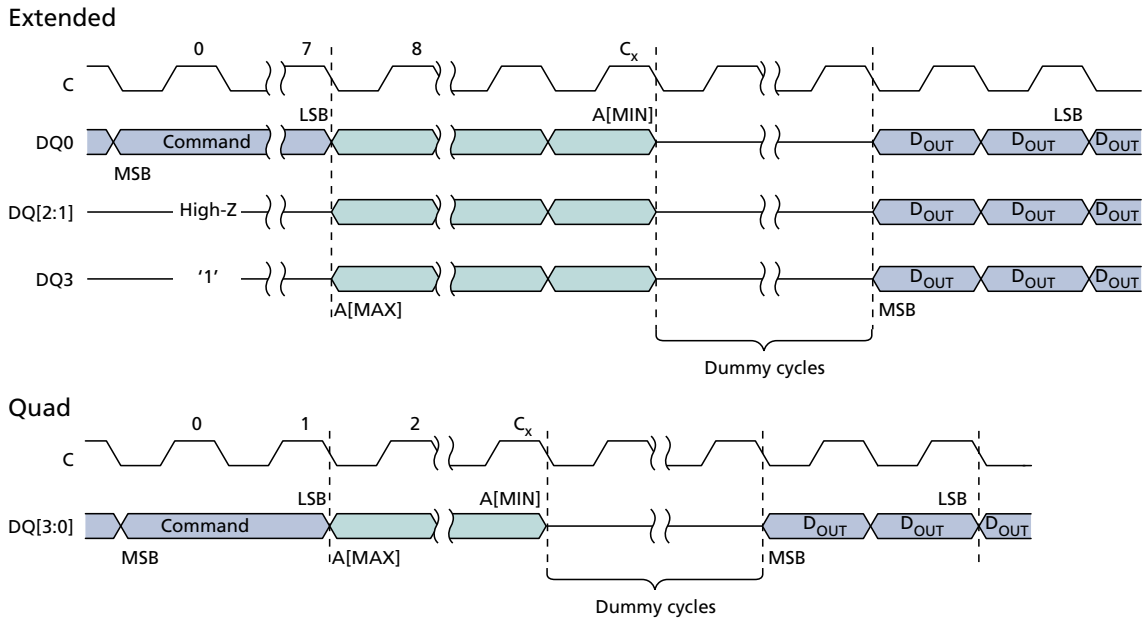 Extended
0 7 8 Cx
C
LSB A[MIN] LSB
DQ0 Command DOUT DOUT DOUT
MSB
DQ[2:1] High-Z DOUT DOUT DOUT
DQ3 ‘1’ DOUT DOUT DOUT
A[MAX] MSB
Dummy cycles
Quad
0 1 2 Cx
C
LSB A[MIN] LSB
DQ[3:0] Command DOUT DOUT DOUT
MSB A[MAX] MSB
Dummy cycles